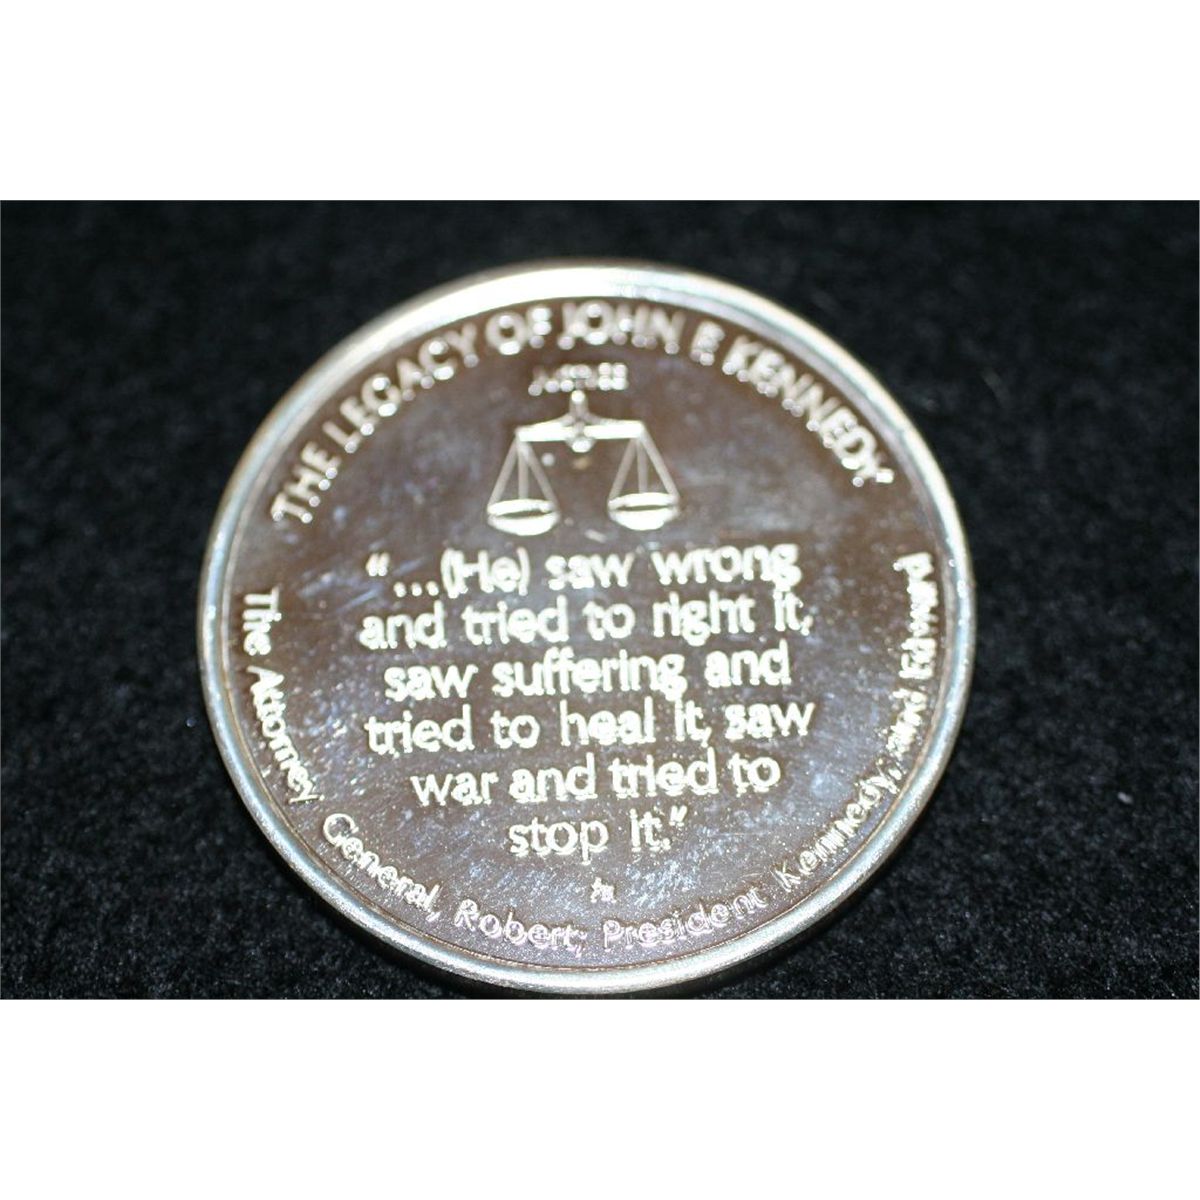 THE LEGACY OF JOHN F. KENNEDY
"...(He) saw wrong
and tried to right it,
saw suffering and
tried to heal it, saw
war and tried to
stop it."
The Attorney General, Robert; President Kennedy, and Edward